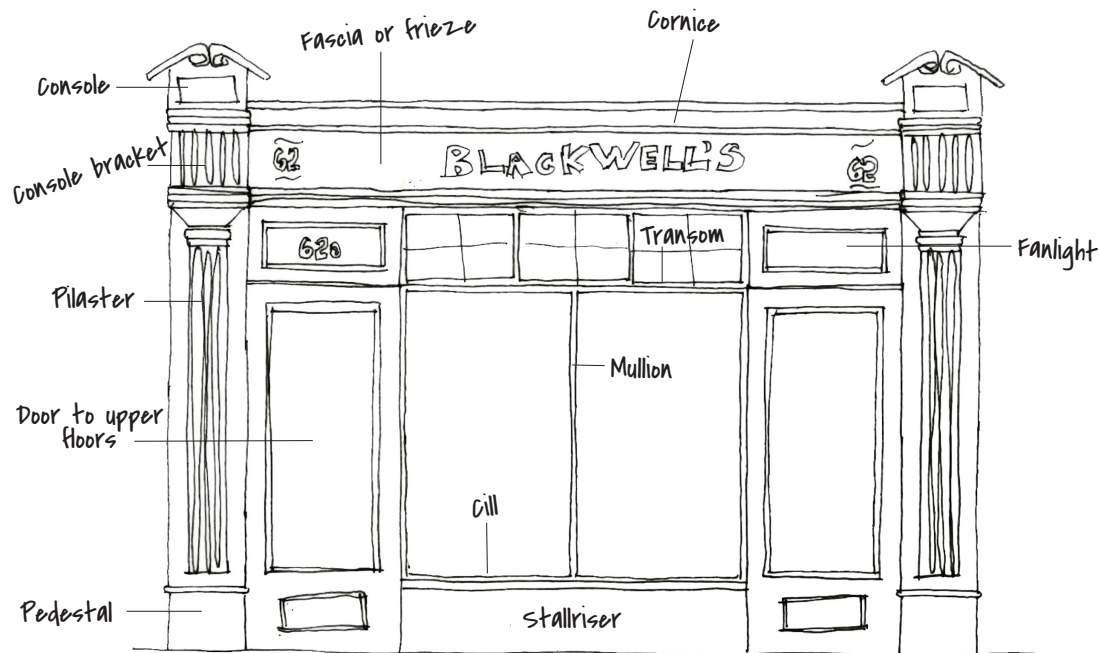 Fascia or frieze
Cornice
Console
Console bracket
62
BLACKWELL'S
62
62a
Transom
Fanlight
Pilaster
Mullion
Door to upper
floors
Cill
Pedestal
Stallriser